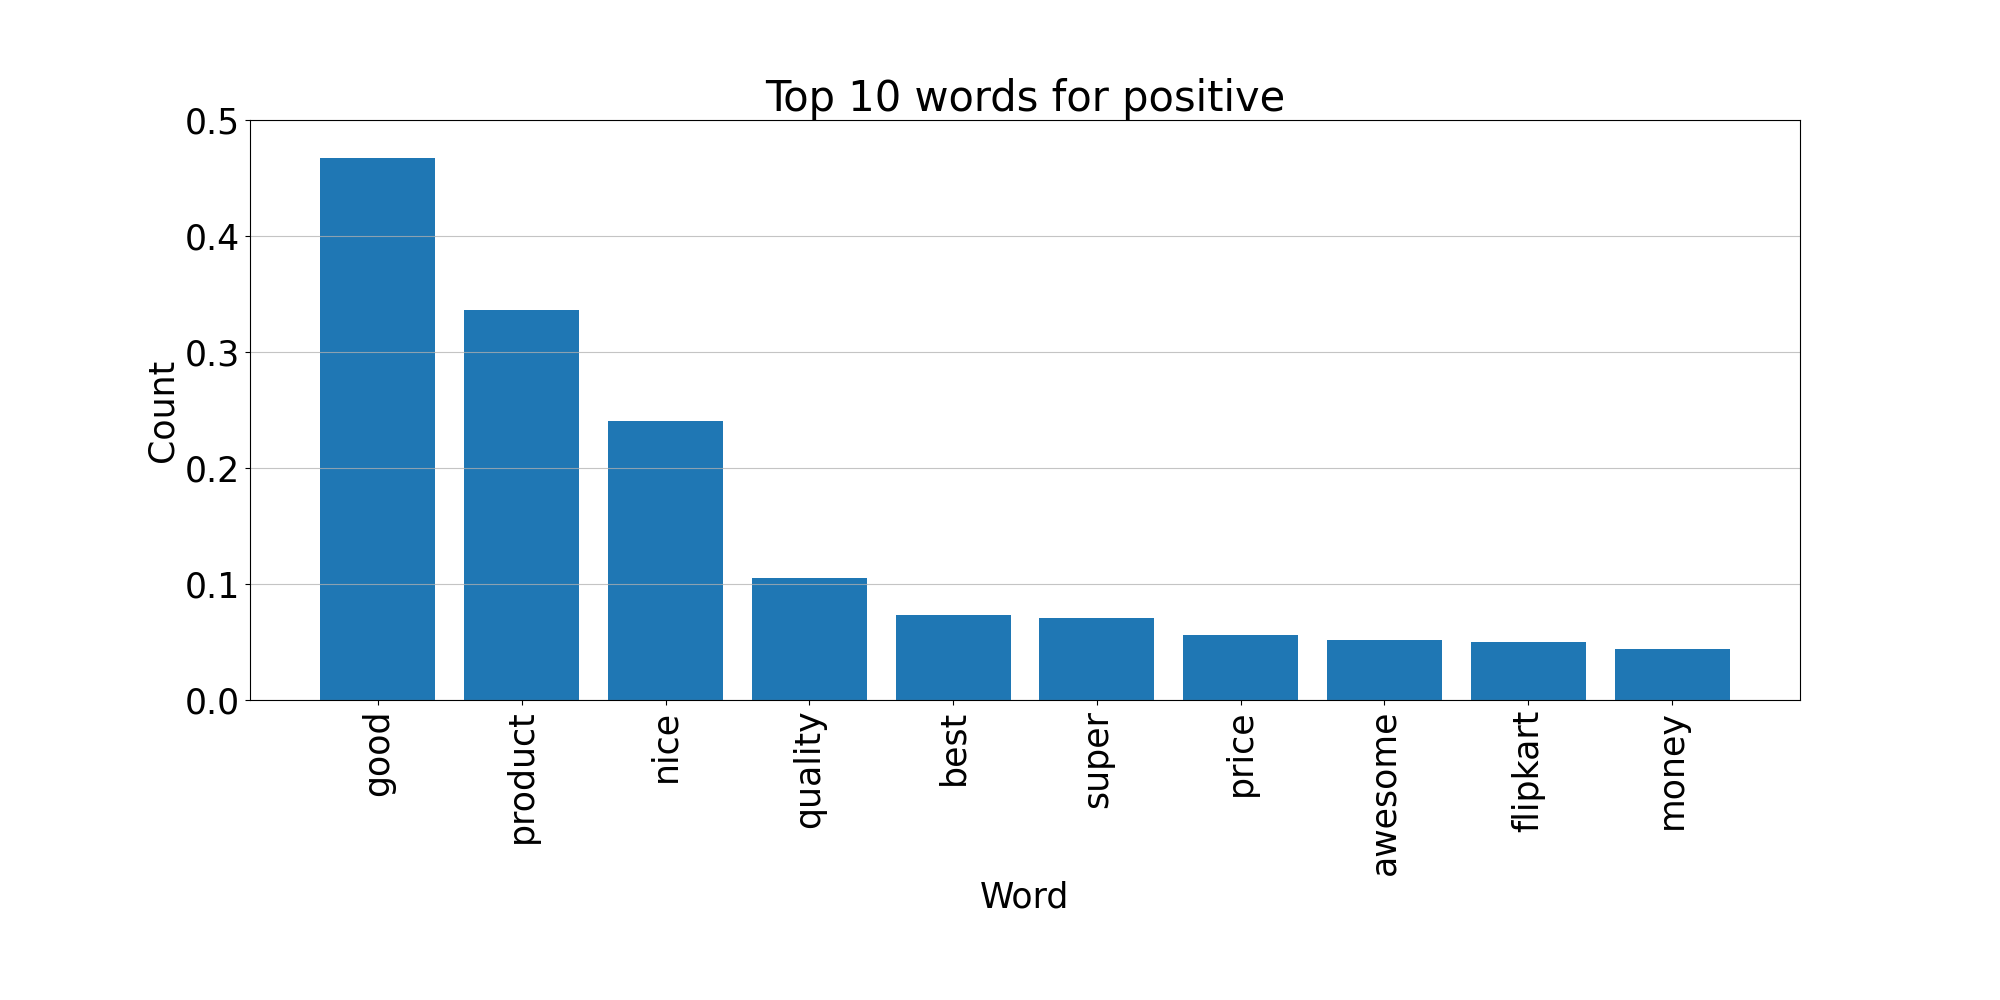 Top 10 words for positive
0.5
0.4
0.3
0.2
0.1
0.0
Count
good
product
nice
quality
best
super
price
awesome
flipkart
money
Word